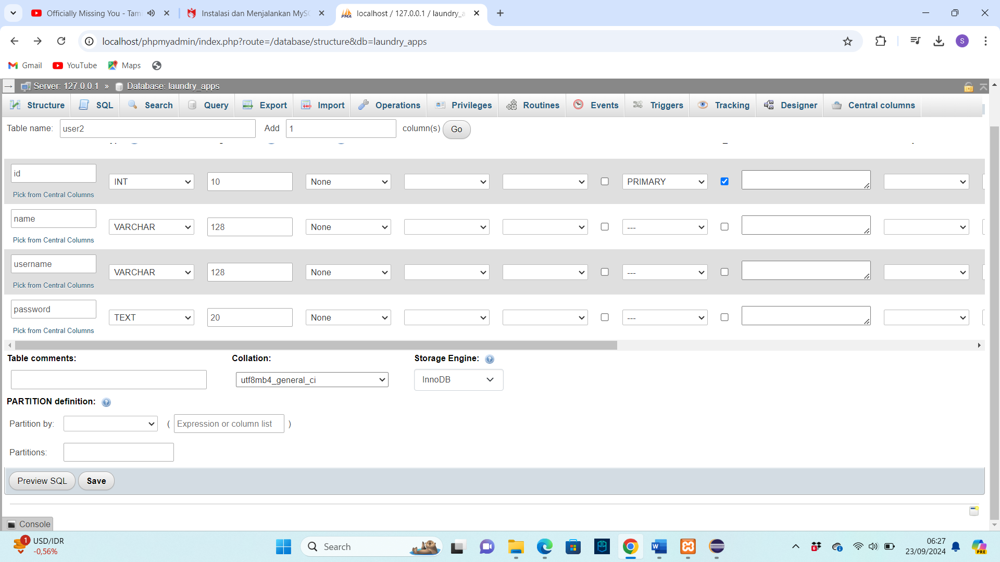 Officially Missing You - Tami
Instalasi dan Menjalankan MySQ
localhost / 127.0.0.1 / laundry_a
localhost/phpmyadmin/index.php?route=/database/structure&db=laundry_apps
S
Gmail
YouTube
Maps
Server: 127.0.0.1 » Database: laundry_apps
Structure
SQL
Search
Query
Export
Import
Operations
Privileges
Routines
Events
Triggers
Tracking
Designer
Central columns
Table name: user2 Add 1 column(s) Go
id INT 10 None PRIMARY
Pick from Central Columns
name VARCHAR 128 None ---
Pick from Central Columns
username VARCHAR 128 None ---
Pick from Central Columns
password TEXT 20 None ---
Pick from Central Columns
Table comments: Collation: Storage Engine:
utf8mb4_general_ci InnoDB
PARTITION definition:
Partition by: ( Expression or column list )
Partitions:
Preview SQL Save
Console
1 USD/IDR
-0,56%
Search
06:27
23/09/2024
PRE